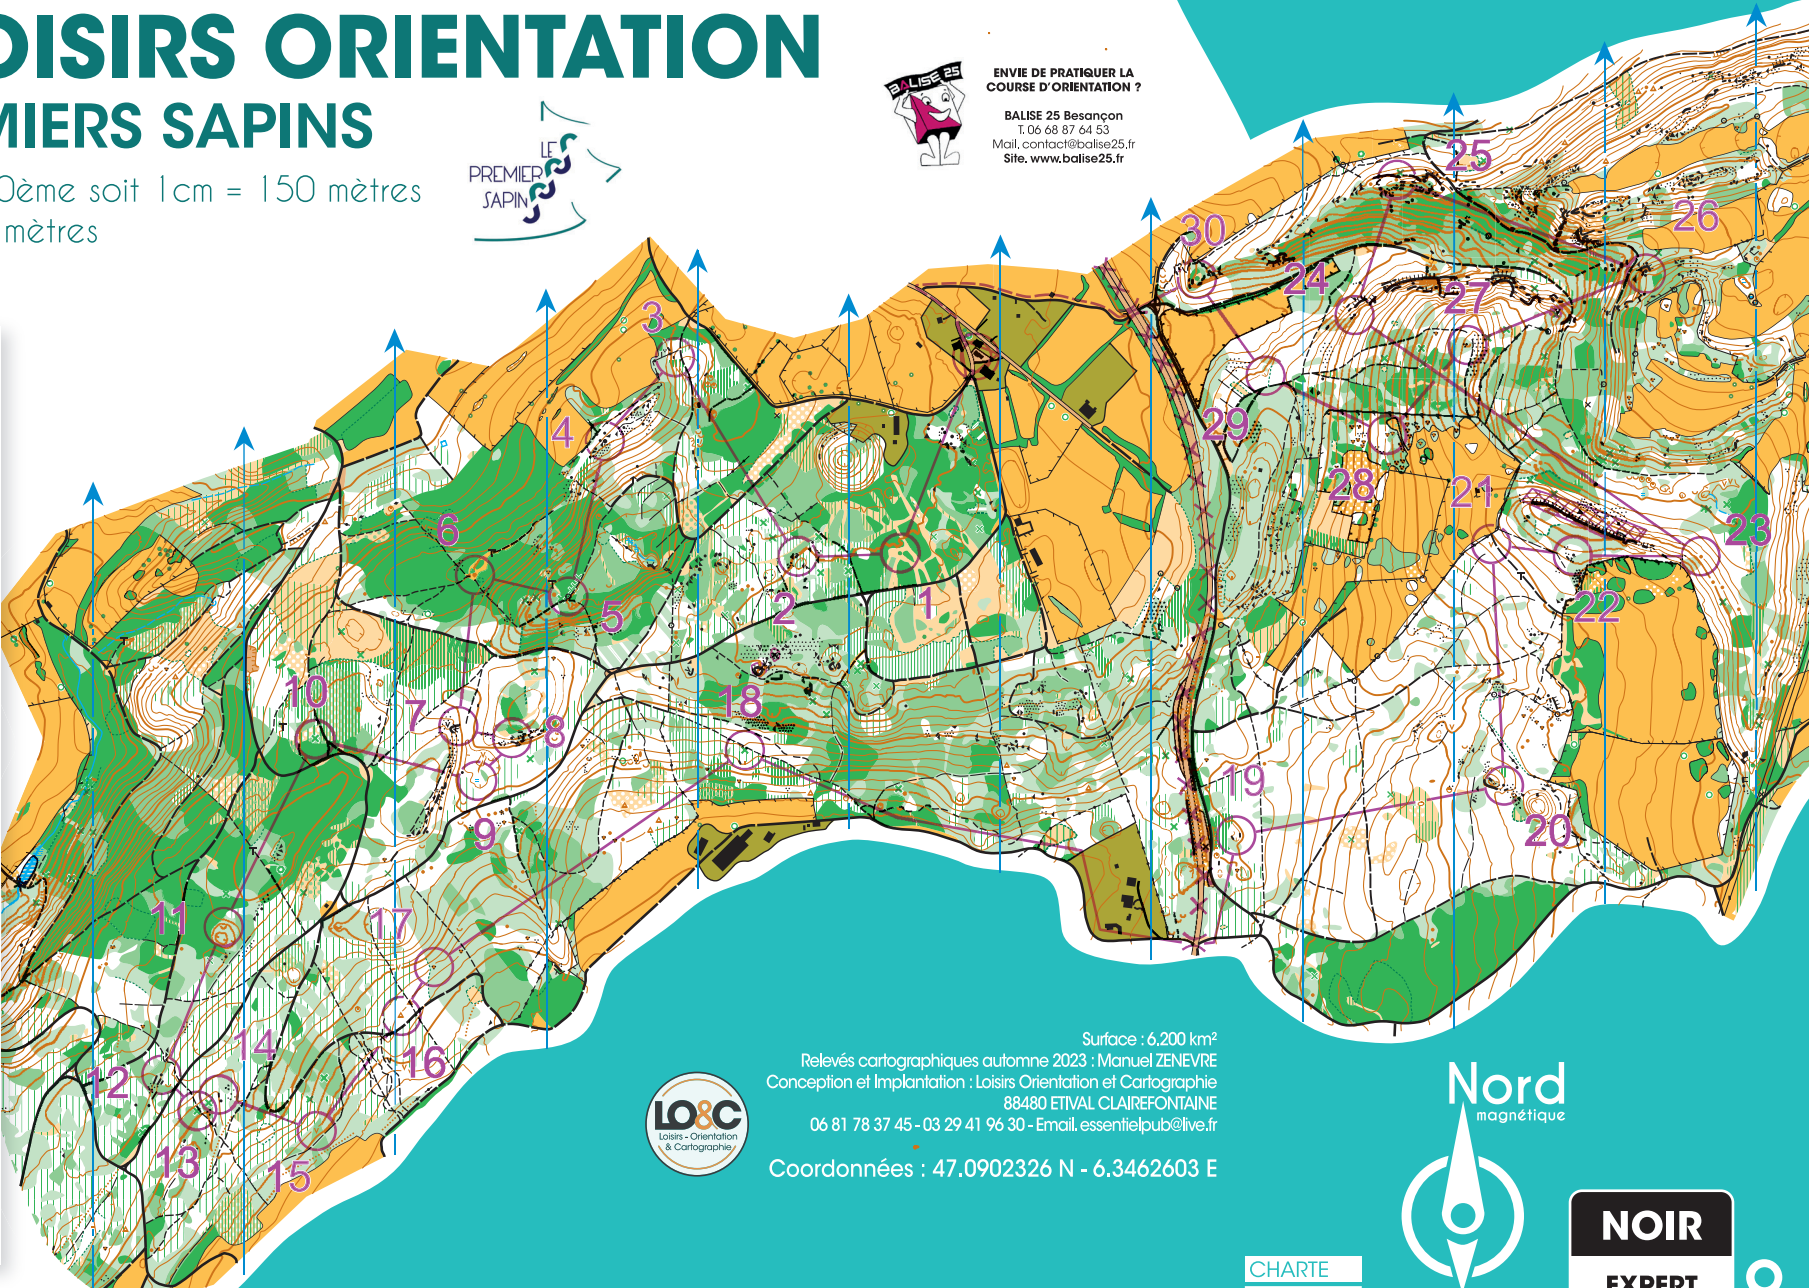 OISIRS ORIENTATION
MIERS SAPINS
0ème soit 1cm = 150 mètres
mètres
LE
PREMIER
SAPIN
BALISE 25
ENVIE DE PRATIQUER LA
COURSE D'ORIENTATION ?
BALISE 25 Besançon
T. 06 68 87 64 53
Mail. contact@balise25.fr
Site. www.balise25.fr
25
26
30
24
27
3
4
29
28
21
23
6
5
2
1
22
10
7
8
18
19
9
20
11
17
12
14
16
13
15
Surface : 6,200 km²
Relevés cartographiques automne 2023 : Manuel ZENEVRE
Conception et Implantation : Loisirs Orientation et Cartographie
88480 ETIVAL CLAIREFONTAINE
06 81 78 37 45 - 03 29 41 96 30 - Email. essentielpub@live.fr
Coordonnées : 47.0902326 N - 6.3462603 E
LO&C
Loisirs - Orientation
& Cartographie
Nord
magnétique
NOIR
EXPERT
CHARTE